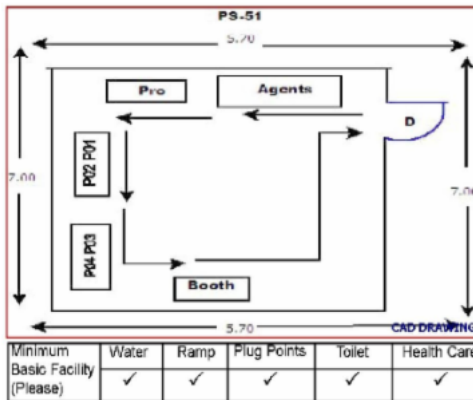 PS-51
5.70
Pro
Agents
D
P02 P01
7.00
7.00
P04 P03
Booth
5.70
CAD DRAWING
Minimum Basic Facility (Please)
Water
Ramp
Plug Points
Toilet
Health Care
✓ ✓ ✓ ✓ ✓